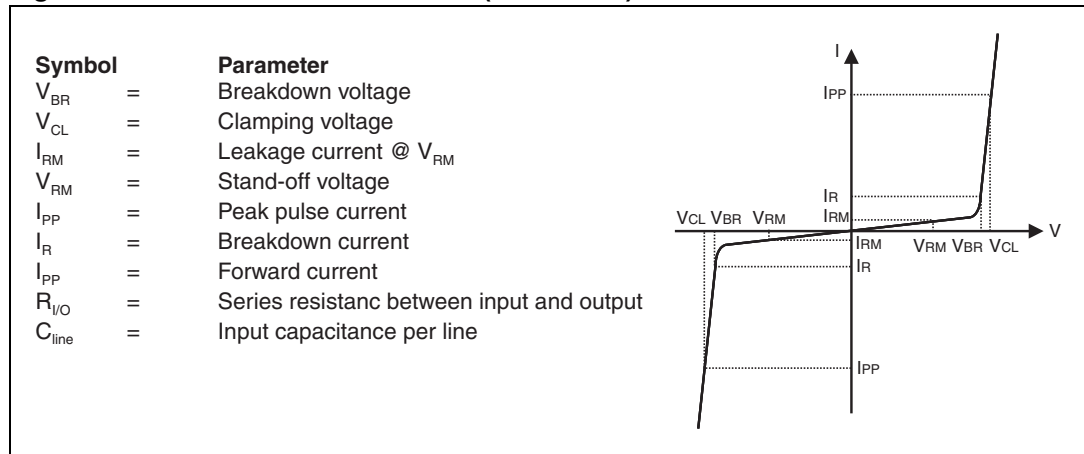 Symbol Parameter
VBR = Breakdown voltage
VCL = Clamping voltage
IRM = Leakage current @ VRM
VRM = Stand-off voltage
IPP = Peak pulse current
IR = Breakdown current
IPP = Forward current
RI/O = Series resistanc between input and output
Cline = Input capacitance per line
I
IPP
IR
IRM
VCL VBR VRM
V
IRM
VRM VBR VCL
IR
IPP